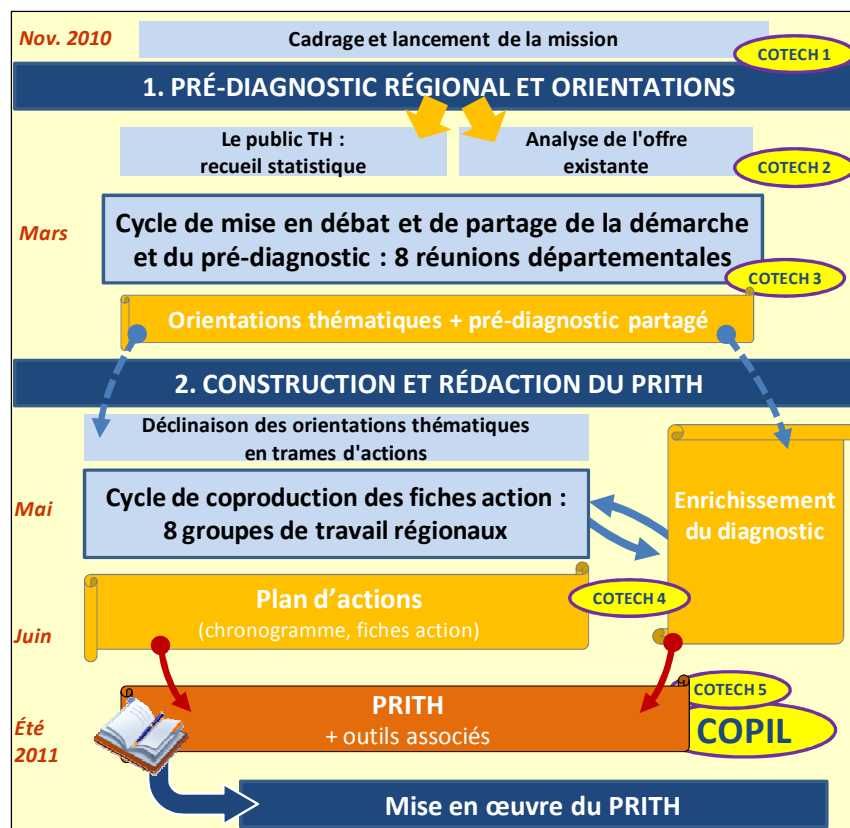 Nov. 2010
Cadrage et lancement de la mission
COTECH 1
1. PRÉ-DIAGNOSTIC RÉGIONAL ET ORIENTATIONS
Le public TH :
recueil statistique
Analyse de l'offre
existante
COTECH 2
Mars
Cycle de mise en débat et de partage de la démarche
et du pré-diagnostic : 8 réunions départementales
COTECH 3
Orientations thématiques + pré-diagnostic partagé
2. CONSTRUCTION ET RÉDACTION DU PRITH
Déclinaison des orientations thématiques
en trames d'actions
Mai
Cycle de coproduction des fiches action :
8 groupes de travail régionaux
Enrichissement
du diagnostic
Plan d’actions
(chronogramme, fiches action)
COTECH 4
Juin
PRITH
+ outils associés
COTECH 5
COPIL
Été
2011
Mise en œuvre du PRITH